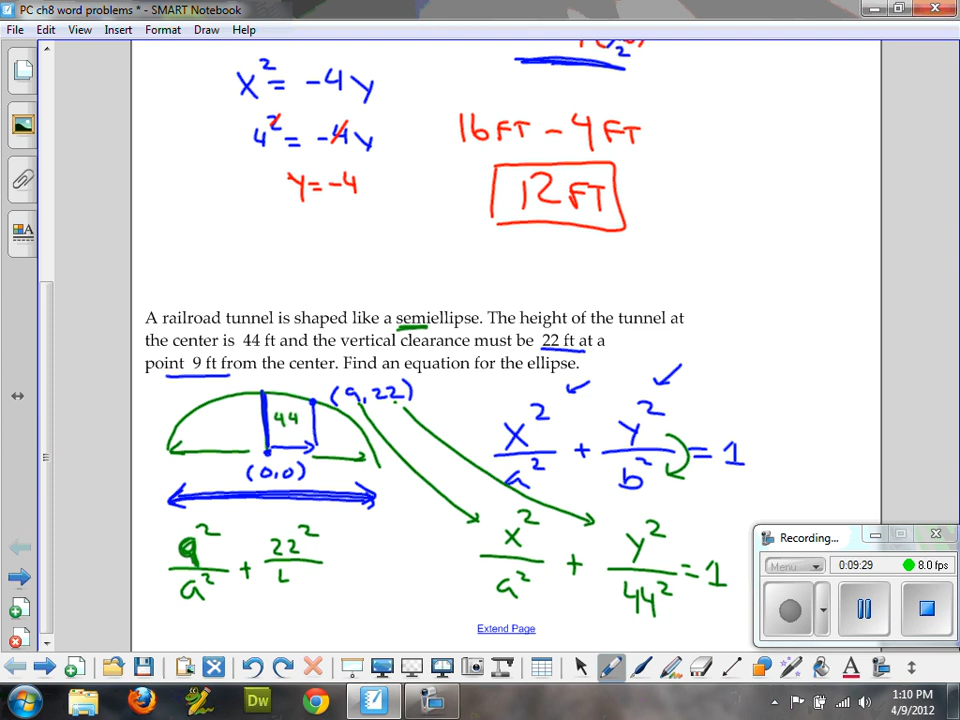 PC ch8 word problems * - SMART Notebook
File Edit View Insert Format Draw Help
x² = -4y
4² = -4y
y = -4
2
16 FT - 4 FT
12 FT
A railroad tunnel is shaped like a semiellipse. The height of the tunnel at
the center is 44 ft and the vertical clearance must be 22 ft at a
point 9 ft from the center. Find an equation for the ellipse.
(9,22)
44
(0,0)
x²/a² + y²/b² = 1
9²/a² + 22²/
x²/a² + y²/44² = 1
Extend Page
Recording...
Menu
0:09:29
8.0 fps
Dw
A
1:10 PM
4/9/2012